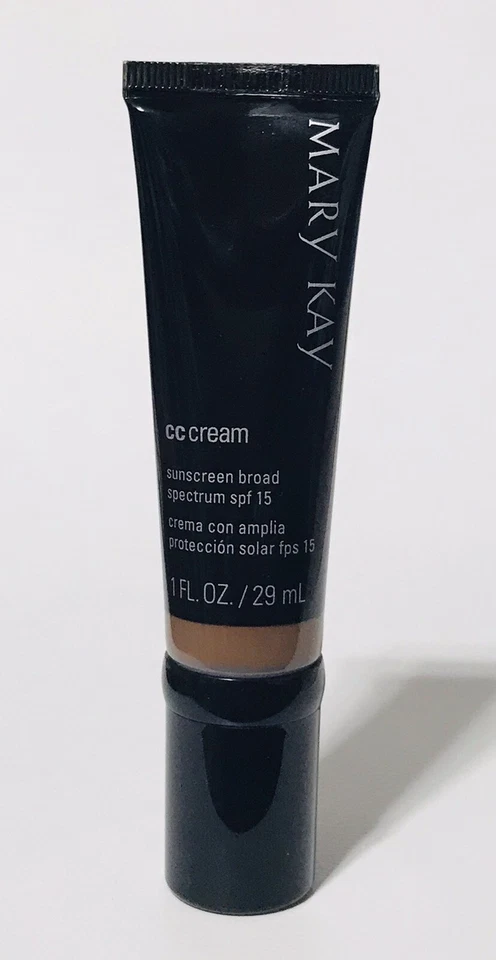 MARY KAY
cc cream
sunscreen broad
spectrum spf 15
crema con amplia
protección solar fps 15
1 FL. OZ. / 29 mL